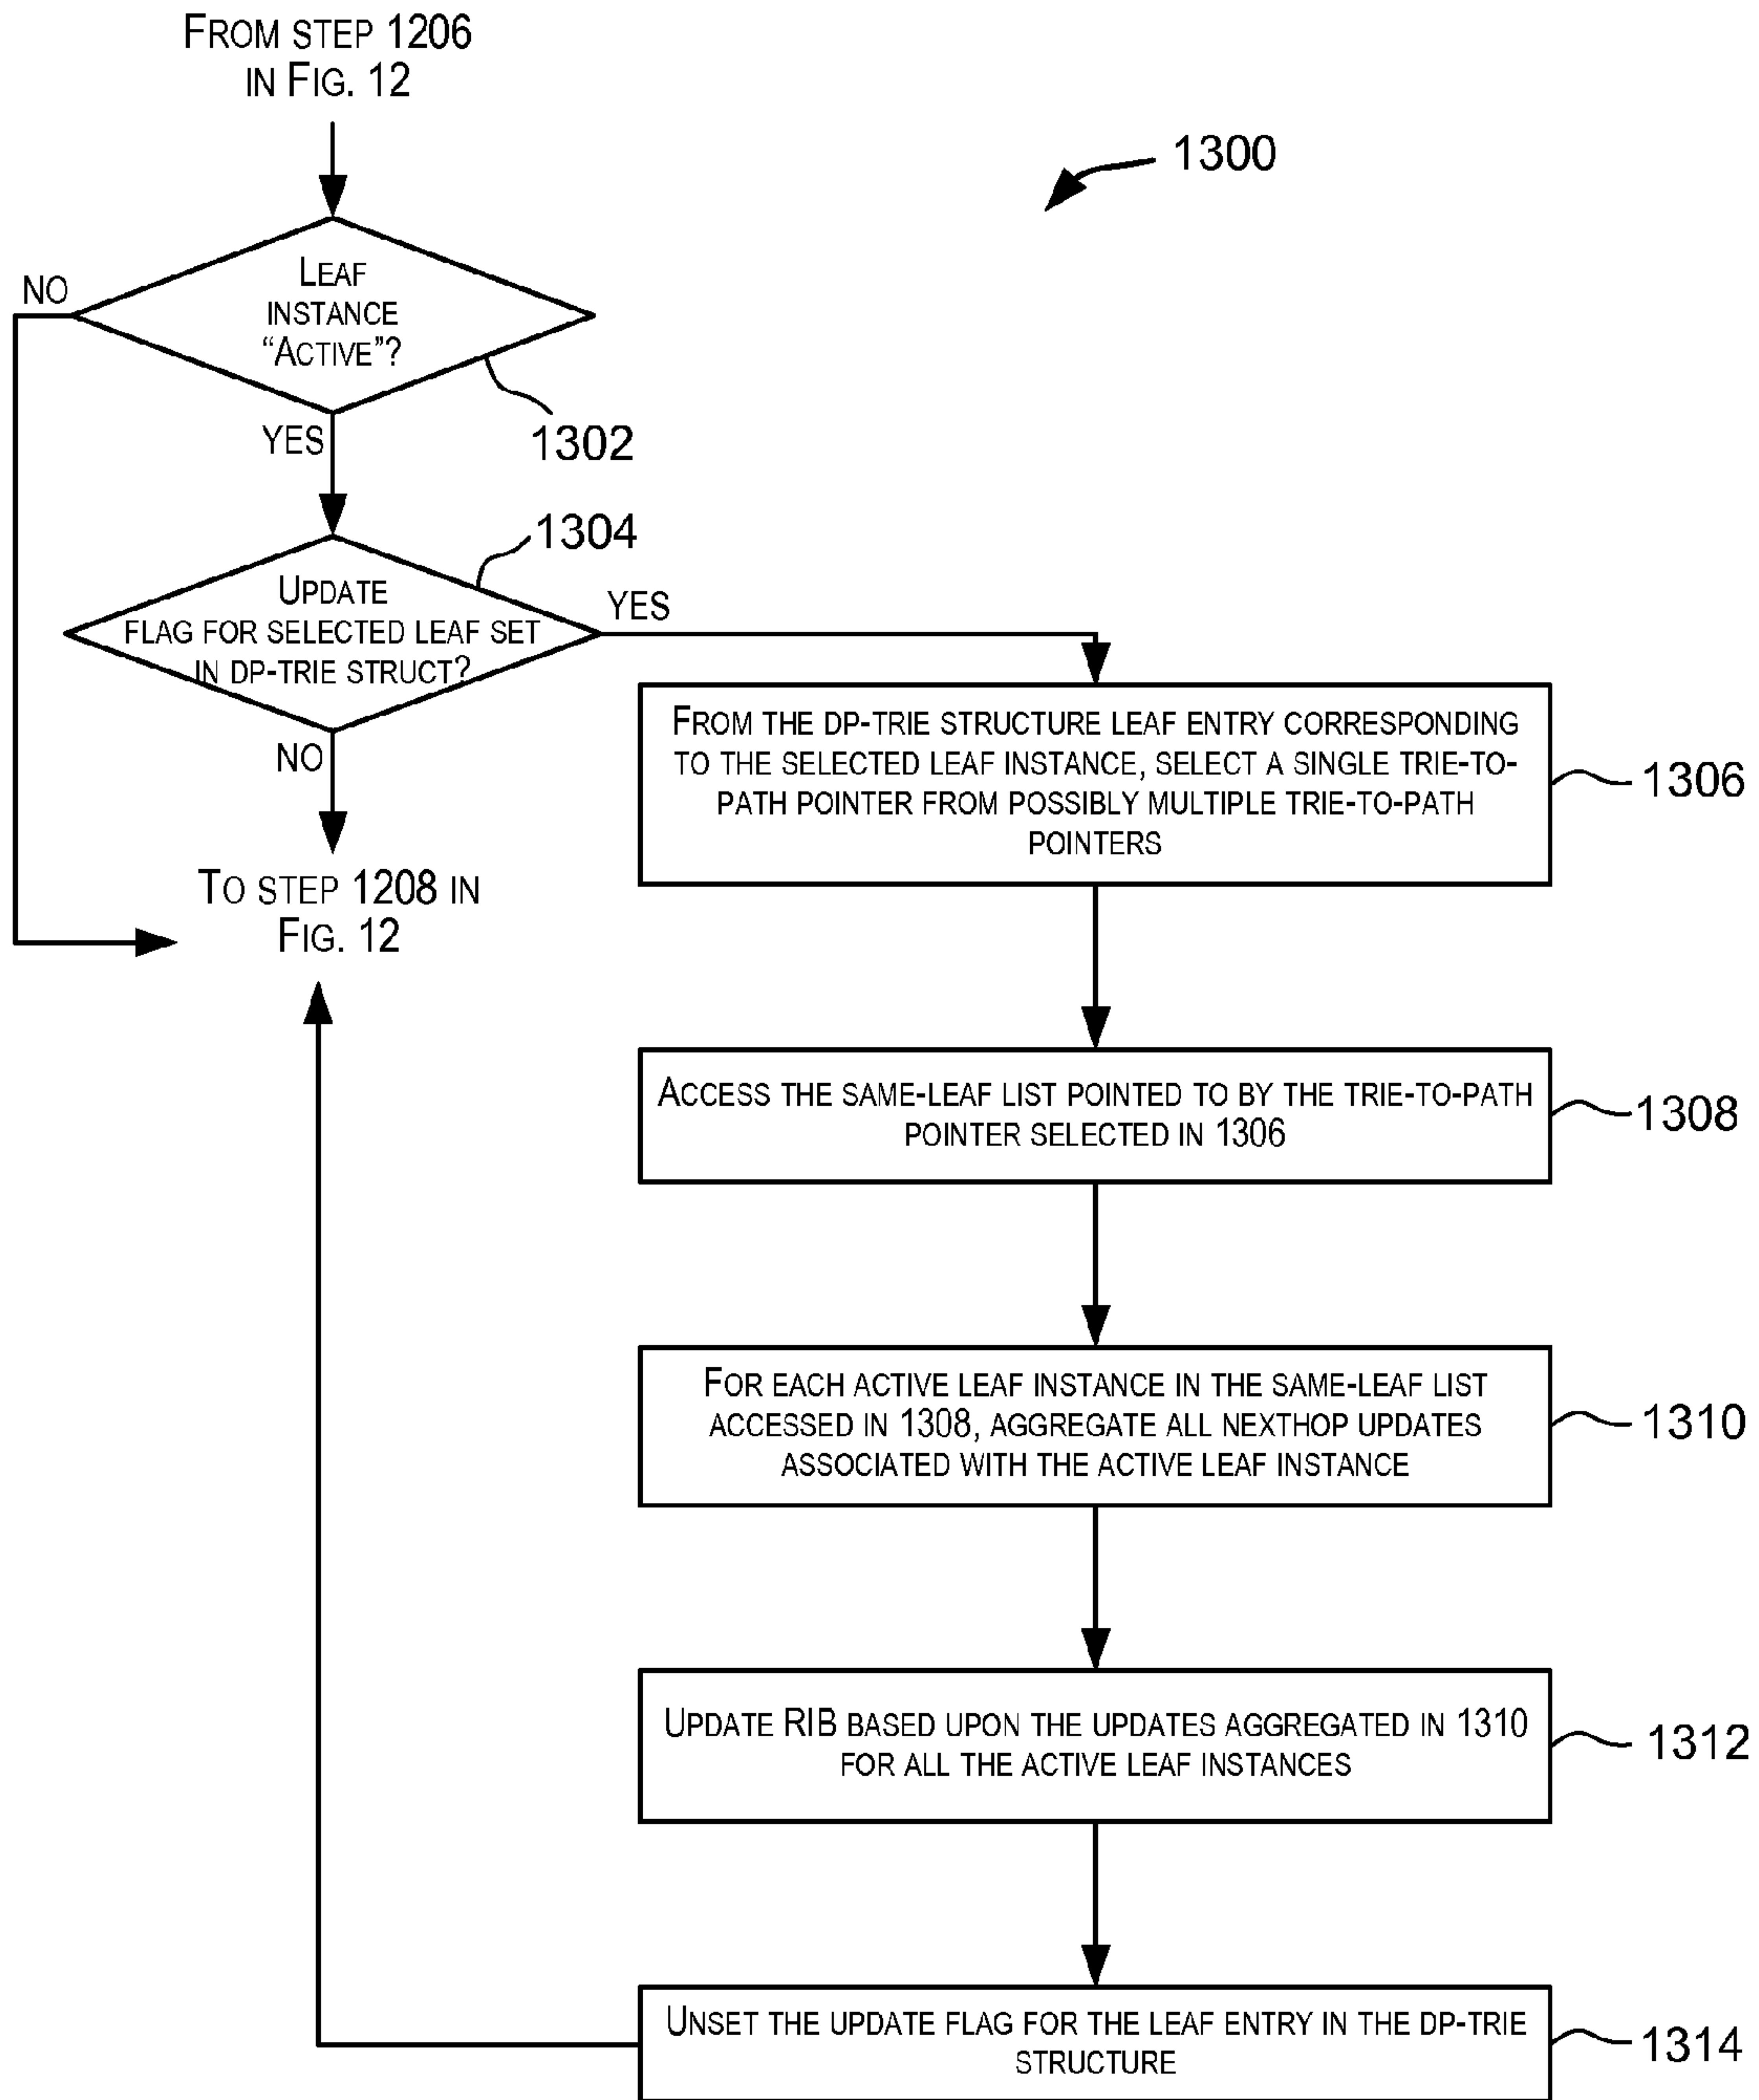 FROM STEP 1206
IN FIG. 12
1300
LEAF
INSTANCE
“ACTIVE”?
NO
1302
YES
1304
UPDATE
FLAG FOR SELECTED LEAF SET
IN DP-TRIE STRUCT?
YES
NO
TO STEP 1208 IN
FIG. 12
FROM THE DP-TRIE STRUCTURE LEAF ENTRY CORRESPONDING
TO THE SELECTED LEAF INSTANCE, SELECT A SINGLE TRIE-TO-
PATH POINTER FROM POSSIBLY MULTIPLE TRIE-TO-PATH
POINTERS
1306
ACCESS THE SAME-LEAF LIST POINTED TO BY THE TRIE-TO-PATH
POINTER SELECTED IN 1306
1308
FOR EACH ACTIVE LEAF INSTANCE IN THE SAME-LEAF LIST
ACCESSED IN 1308, AGGREGATE ALL NEXTHOP UPDATES
ASSOCIATED WITH THE ACTIVE LEAF INSTANCE
1310
UPDATE RIB BASED UPON THE UPDATES AGGREGATED IN 1310
FOR ALL THE ACTIVE LEAF INSTANCES
1312
UNSET THE UPDATE FLAG FOR THE LEAF ENTRY IN THE DP-TRIE
STRUCTURE
1314